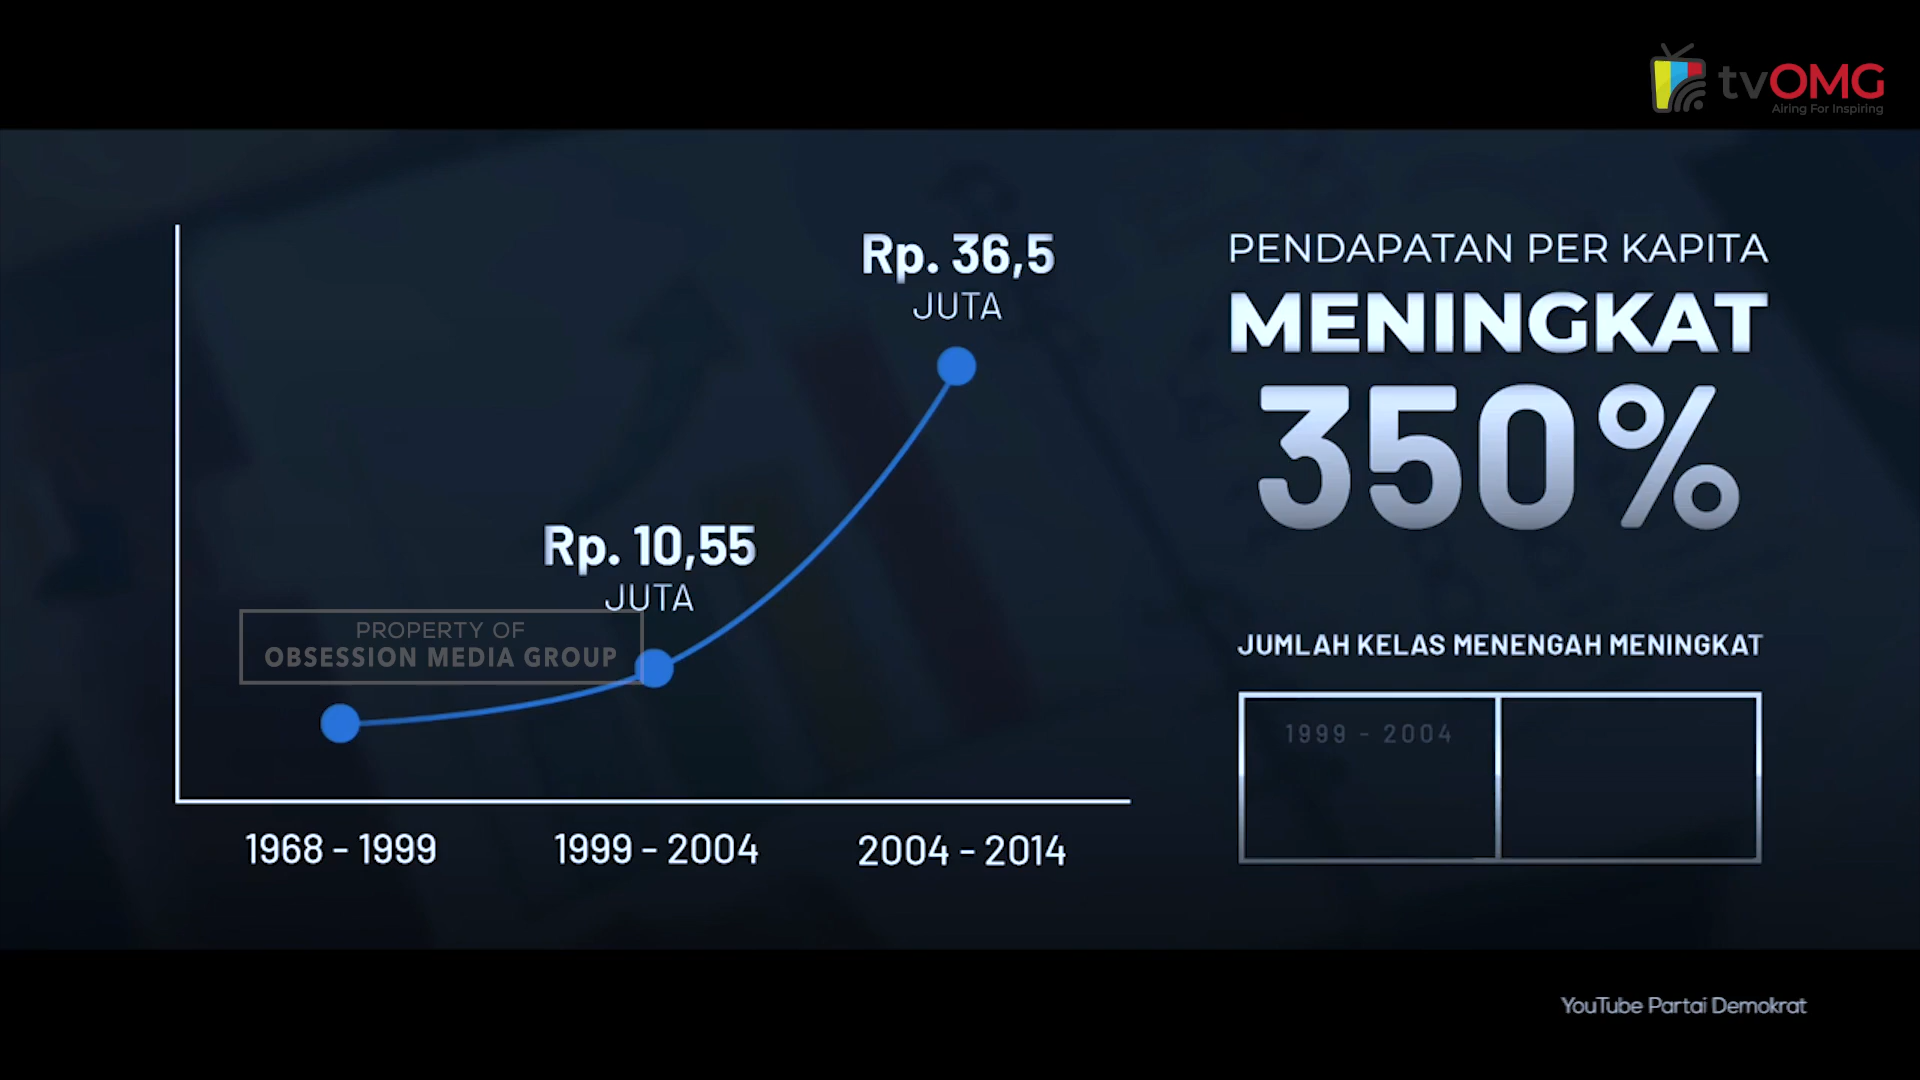 tvOMG
Airing For Inspiring
Rp. 36,5
JUTA
Rp. 10,55
JUTA
PROPERTY OF
OBSESSION MEDIA GROUP
1968 - 1999
1999 - 2004
2004 - 2014
PENDAPATAN PER KAPITA
MENINGKAT
350%
JUMLAH KELAS MENENGAH MENINGKAT
1999 - 2004
YouTube Partai Demokrat